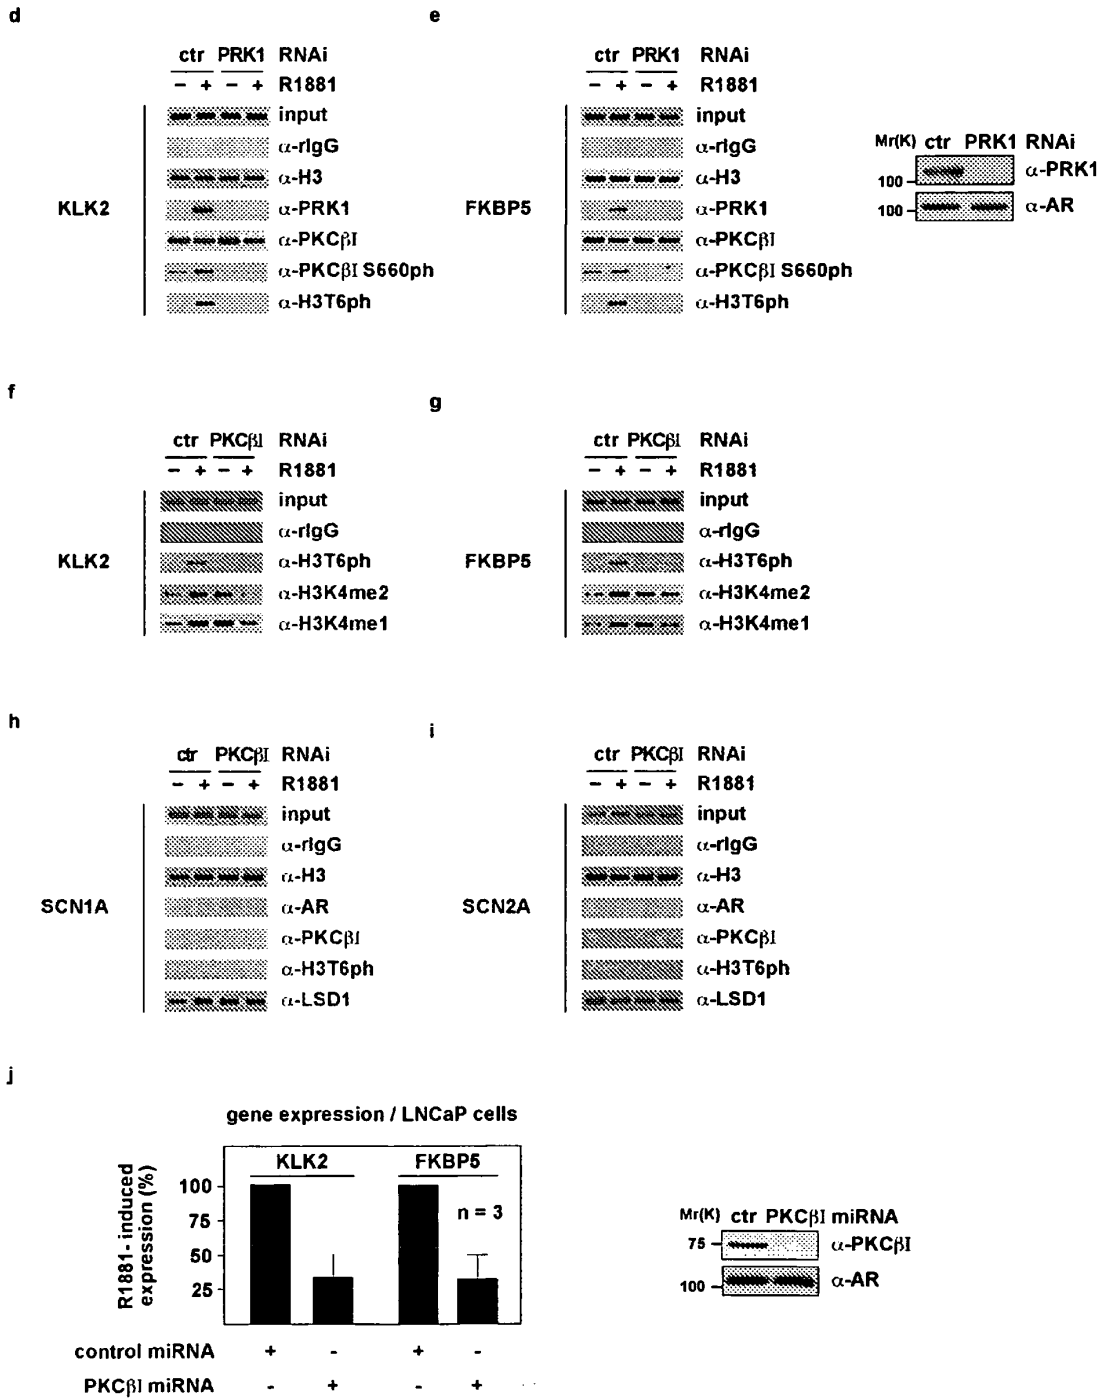 d
ctr PRK1 RNAi
- + - + R1881
KLK2
input
α-rIgG
α-H3
α-PRK1
α-PKCβI
α-PKCβI S660ph
α-H3T6ph
e
ctr PRK1 RNAi
- + - + R1881
FKBP5
input
α-rIgG
α-H3
α-PRK1
α-PKCβI
α-PKCβI S660ph
α-H3T6ph
Mr(K) ctr PRK1 RNAi
100 α-PRK1
100 α-AR
f
ctr PKCβI RNAi
- + - + R1881
KLK2
input
α-rIgG
α-H3T6ph
α-H3K4me2
α-H3K4me1
g
ctr PKCβI RNAi
- + - + R1881
FKBP5
input
α-rIgG
α-H3T6ph
α-H3K4me2
α-H3K4me1
h
ctr PKCβI RNAi
- + - + R1881
SCN1A
input
α-rIgG
α-H3
α-AR
α-PKCβI
α-H3T6ph
α-LSD1
i
ctr PKCβI RNAi
- + - + R1881
SCN2A
input
α-rIgG
α-H3
α-AR
α-PKCβI
α-H3T6ph
α-LSD1
j
gene expression / LNCaP cells
R1881- induced
expression (%)
100
75
50
25
KLK2 FKBP5
n = 3
control miRNA + - + -
PKCβI miRNA - + - +
Mr(K) ctr PKCβI miRNA
75 α-PKCβI
100 α-AR